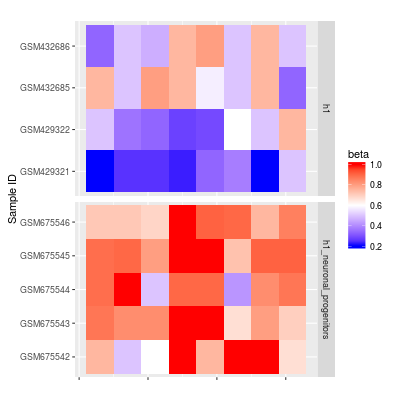 Sample ID
GSM432686
GSM432685
GSM429322
GSM429321
h1
GSM675546
GSM675545
GSM675544
GSM675543
GSM675542
h1_neuronal_progenitors
beta
1.0
0.8
0.6
0.4
0.2